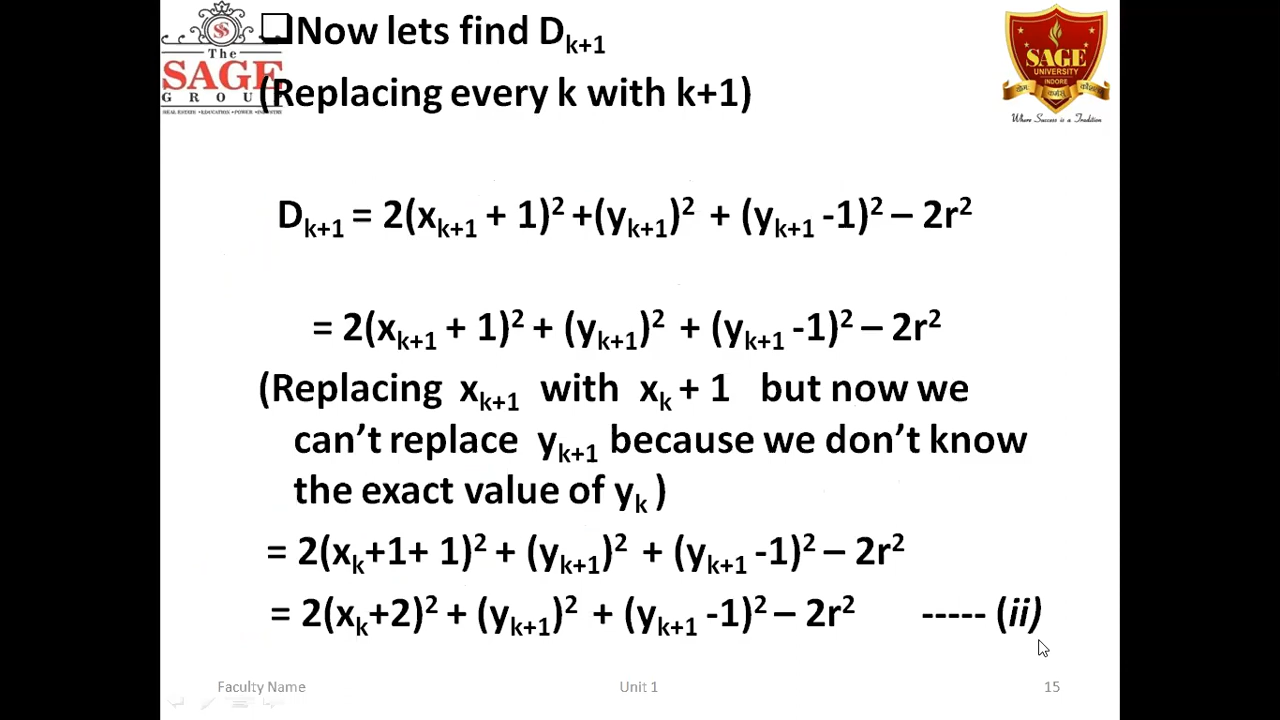 ❑Now lets find Dk+1
(Replacing every k with k+1)
The
SAGE
GROUP
REAL ESTATE •EDUCATION •POWER •INDUSTRY
SAGE
UNIVERSITY
INDORE
Where Success is a Tradition
Dk+1 = 2(xk+1 + 1)² +(yk+1)² + (yk+1 -1)² – 2r²
= 2(xk+1 + 1)² + (yk+1)² + (yk+1 -1)² – 2r²
(Replacing xk+1 with xk + 1 but now we
can’t replace yk+1 because we don’t know
the exact value of yk )
= 2(xk+1+ 1)² + (yk+1)² + (yk+1 -1)² – 2r²
= 2(xk+2)² + (yk+1)² + (yk+1 -1)² – 2r² ----- (ii)
Faculty Name
Unit 1
15